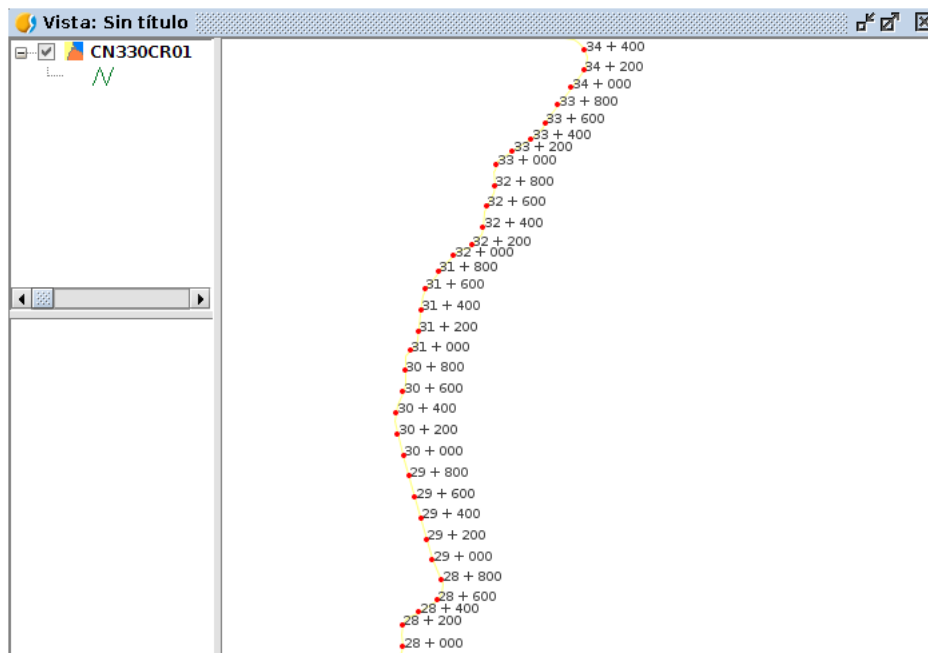 Vista: Sin título
CN330CR01
34 + 400
34 + 200
34 + 000
33 + 800
33 + 600
33 + 400
33 + 200
33 + 000
32 + 800
32 + 600
32 + 400
32 + 200
32 + 000
31 + 800
31 + 600
31 + 400
31 + 200
31 + 000
30 + 800
30 + 600
30 + 400
30 + 200
30 + 000
29 + 800
29 + 600
29 + 400
29 + 200
29 + 000
28 + 800
28 + 600
28 + 400
28 + 200
28 + 000